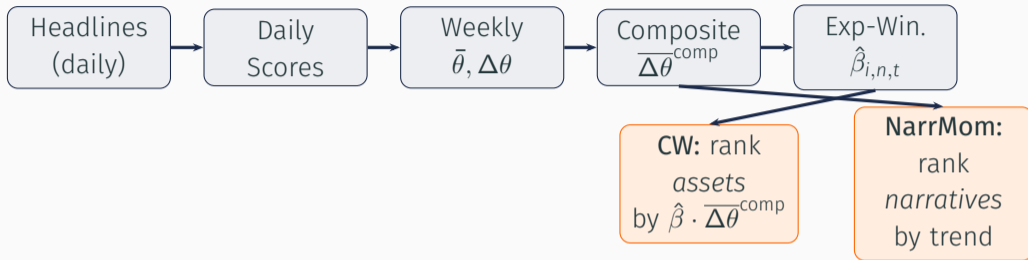 Headlines
(daily)
Daily
Scores
Weekly
θ̄, Δθ
Composite
Δθ̅ᶜᵒᵐᵖ
Exp-Win.
β̂ᵢ,ₙ,ₜ
CW: rank
assets
by β̂ · Δθ̅ᶜᵒᵐᵖ
NarrMom:
rank
narratives
by trend